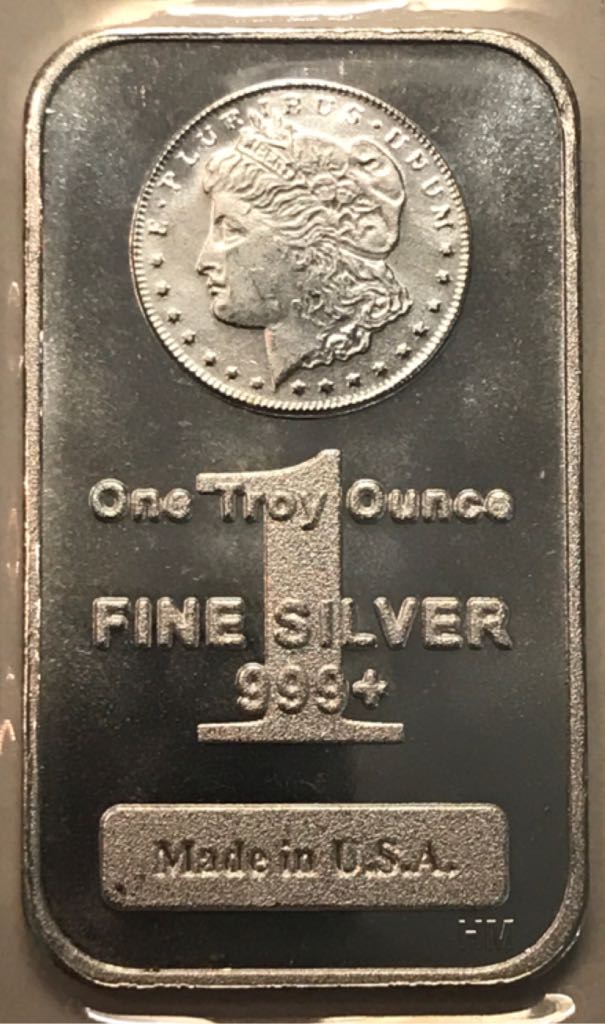 E·PLURIBUS·UNUM
1
One Troy Ounce
FINE SILVER
999+
Made in U.S.A.
HM